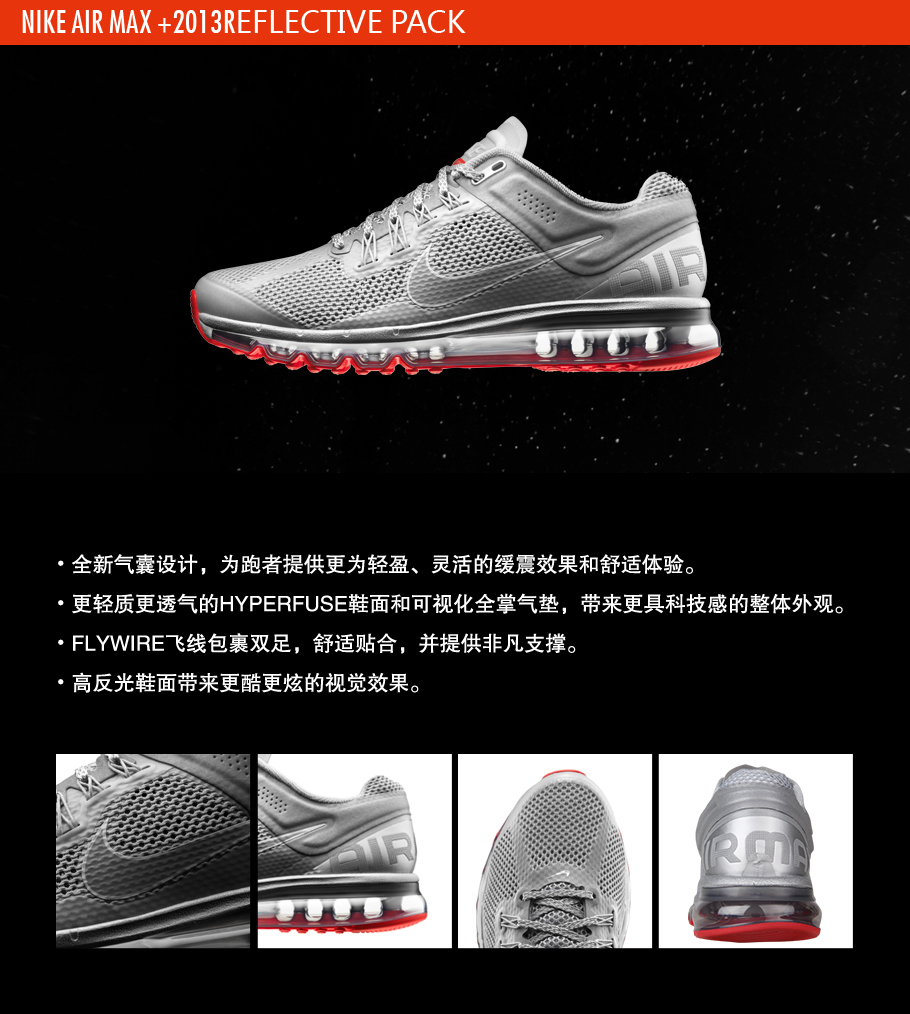 NIKE AIR MAX +2013REFLECTIVE PACK
AIR
• 全新气囊设计，为跑者提供更为轻盈、灵活的缓震效果和舒适体验。
• 更轻质更透气的HYPERFUSE鞋面和可视化全掌气垫，带来更具科技感的整体外观。
• FLYWIRE飞线包裹双足，舒适贴合，并提供非凡支撑。
• 高反光鞋面带来更酷更炫的视觉效果。
AIR
IR MA